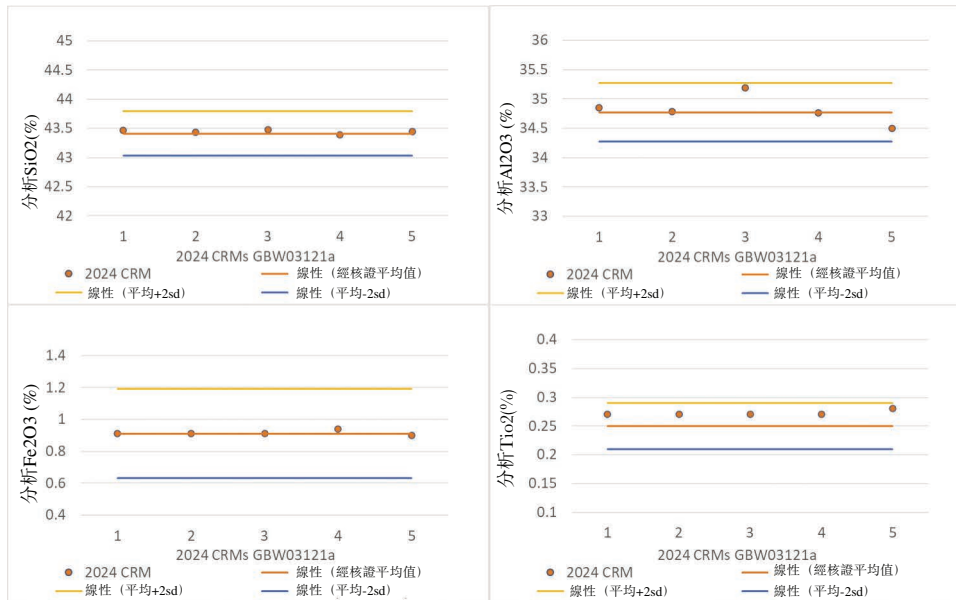 分析SiO2(%)
45
44.5
44
43.5
43
42.5
42
1 2 3 4 5
2024 CRMs GBW03121a
2024 CRM
線性（經核證平均值）
線性（平均+2sd）
線性（平均-2sd）
分析Al2O3 (%)
36
35.5
35
34.5
34
33.5
33
1 2 3 4 5
2024 CRMs GBW03121a
2024 CRM
線性（經核證平均值）
線性（平均+2sd）
線性（平均-2sd）
分析Fe2O3 (%)
1.4
1.2
1
0.8
0.6
0.4
1 2 3 4 5
2024 CRMs GBW03121a
2024 CRM
線性（經核證平均值）
線性（平均+2sd）
線性（平均-2sd）
分析Tio2(%)
0.4
0.35
0.3
0.25
0.2
0.15
0.1
1 2 3 4 5
2024 CRMs GBW03121a
2024 CRM
線性（經核證平均值）
線性（平均+2sd）
線性（平均-2sd）